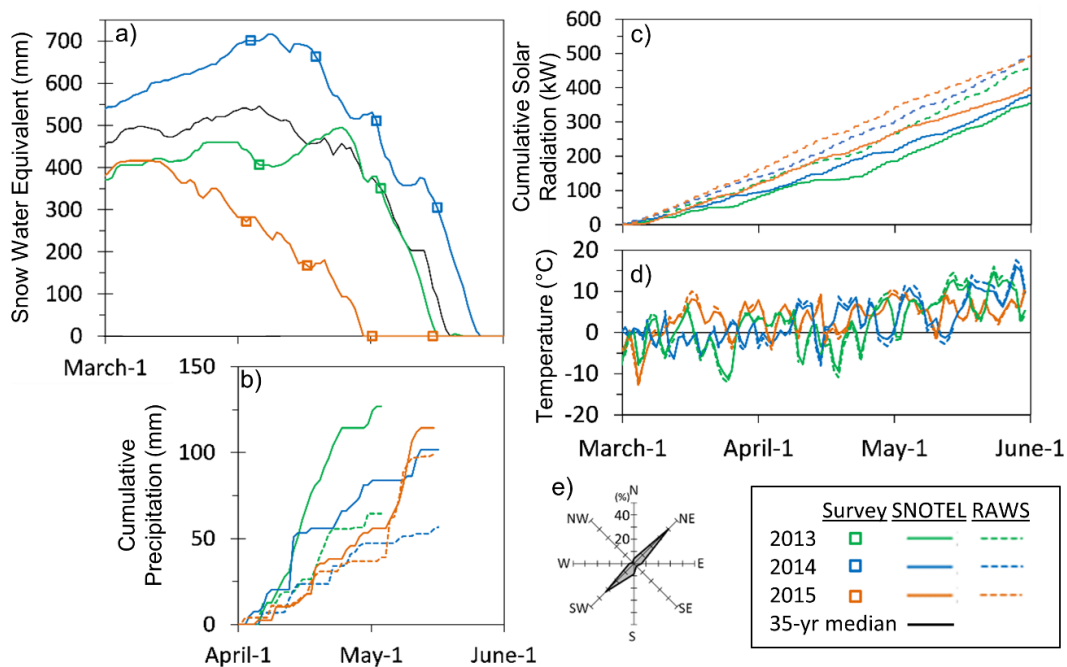 a)
Snow Water Equivalent (mm)
700
600
500
400
300
200
100
0
March-1
b)
Cumulative
Precipitation (mm)
150
100
50
0
April-1 May-1 June-1
c)
Cumulative Solar
Radiation (kW)
600
500
400
300
200
100
0
d)
Temperature (°C)
20
10
0
-10
-20
March-1 April-1 May-1 June-1
e)
N
(%)
40
20
NW NE
W E
SW SE
S
Survey SNOTEL RAWS
2013
2014
2015
35-yr median